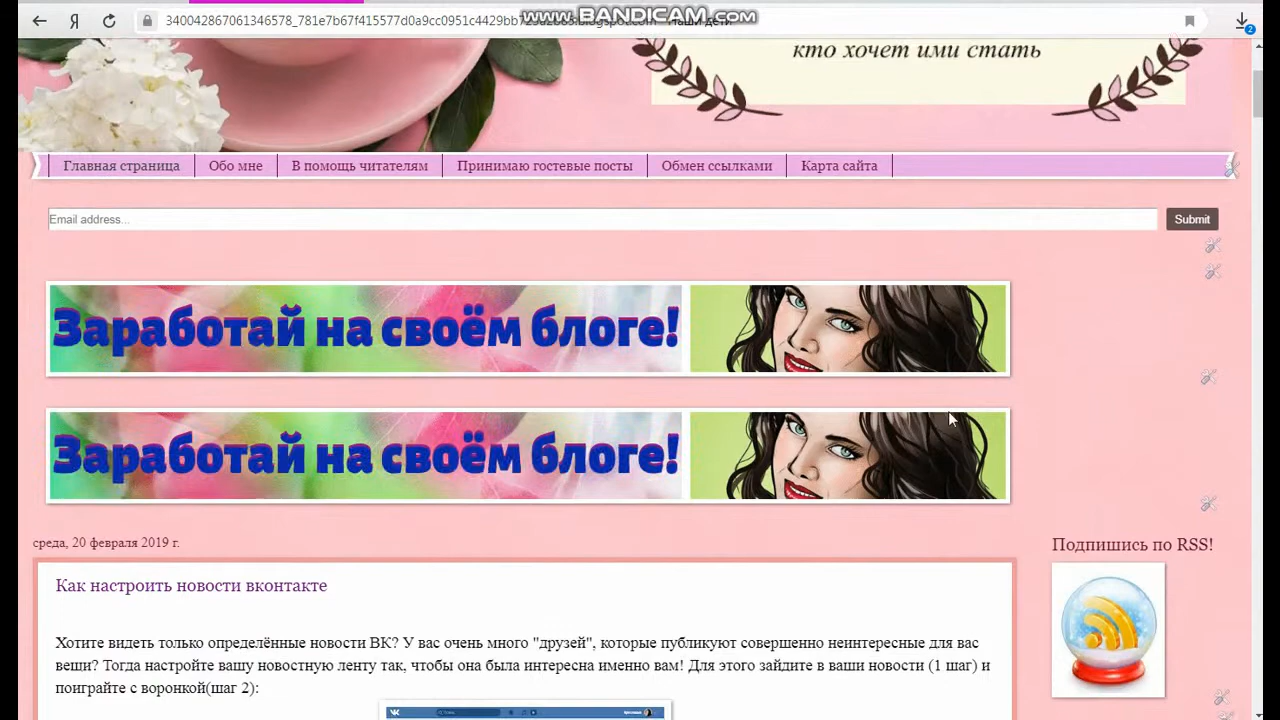 www.BANDICAM.com
кто хочет ими стать
Главная страница
Обо мне
В помощь читателям
Принимаю гостевые посты
Обмен ссылками
Карта сайта
Email address...
Submit
Заработай на своём блоге!
Заработай на своём блоге!
среда, 20 февраля 2019 г.
Подпишись по RSS!
Как настроить новости вконтакте
Хотите видеть только определённые новости ВК? У вас очень много "друзей", которые публикуют совершенно неинтересные для вас
вещи? Тогда настройте вашу новостную ленту так, чтобы она была интересна именно вам! Для этого зайдите в ваши новости (1 шаг) и
поиграйте с воронкой(шаг 2):